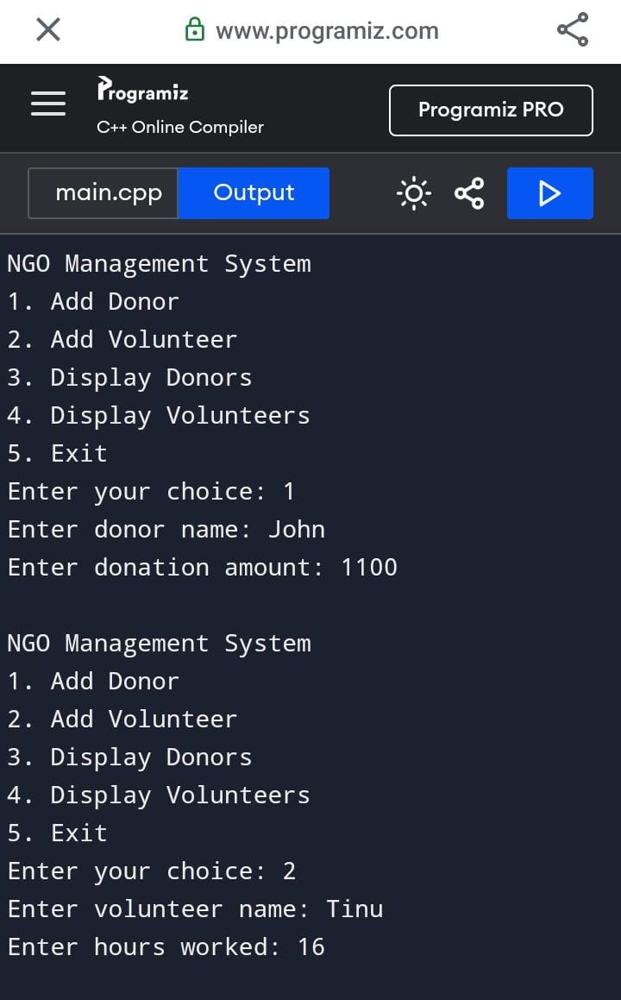 www.programiz.com
Programiz
C++ Online Compiler
Programiz PRO
main.cpp
Output
NGO Management System
1. Add Donor
2. Add Volunteer
3. Display Donors
4. Display Volunteers
5. Exit
Enter your choice: 1
Enter donor name: John
Enter donation amount: 1100
NGO Management System
1. Add Donor
2. Add Volunteer
3. Display Donors
4. Display Volunteers
5. Exit
Enter your choice: 2
Enter volunteer name: Tinu
Enter hours worked: 16